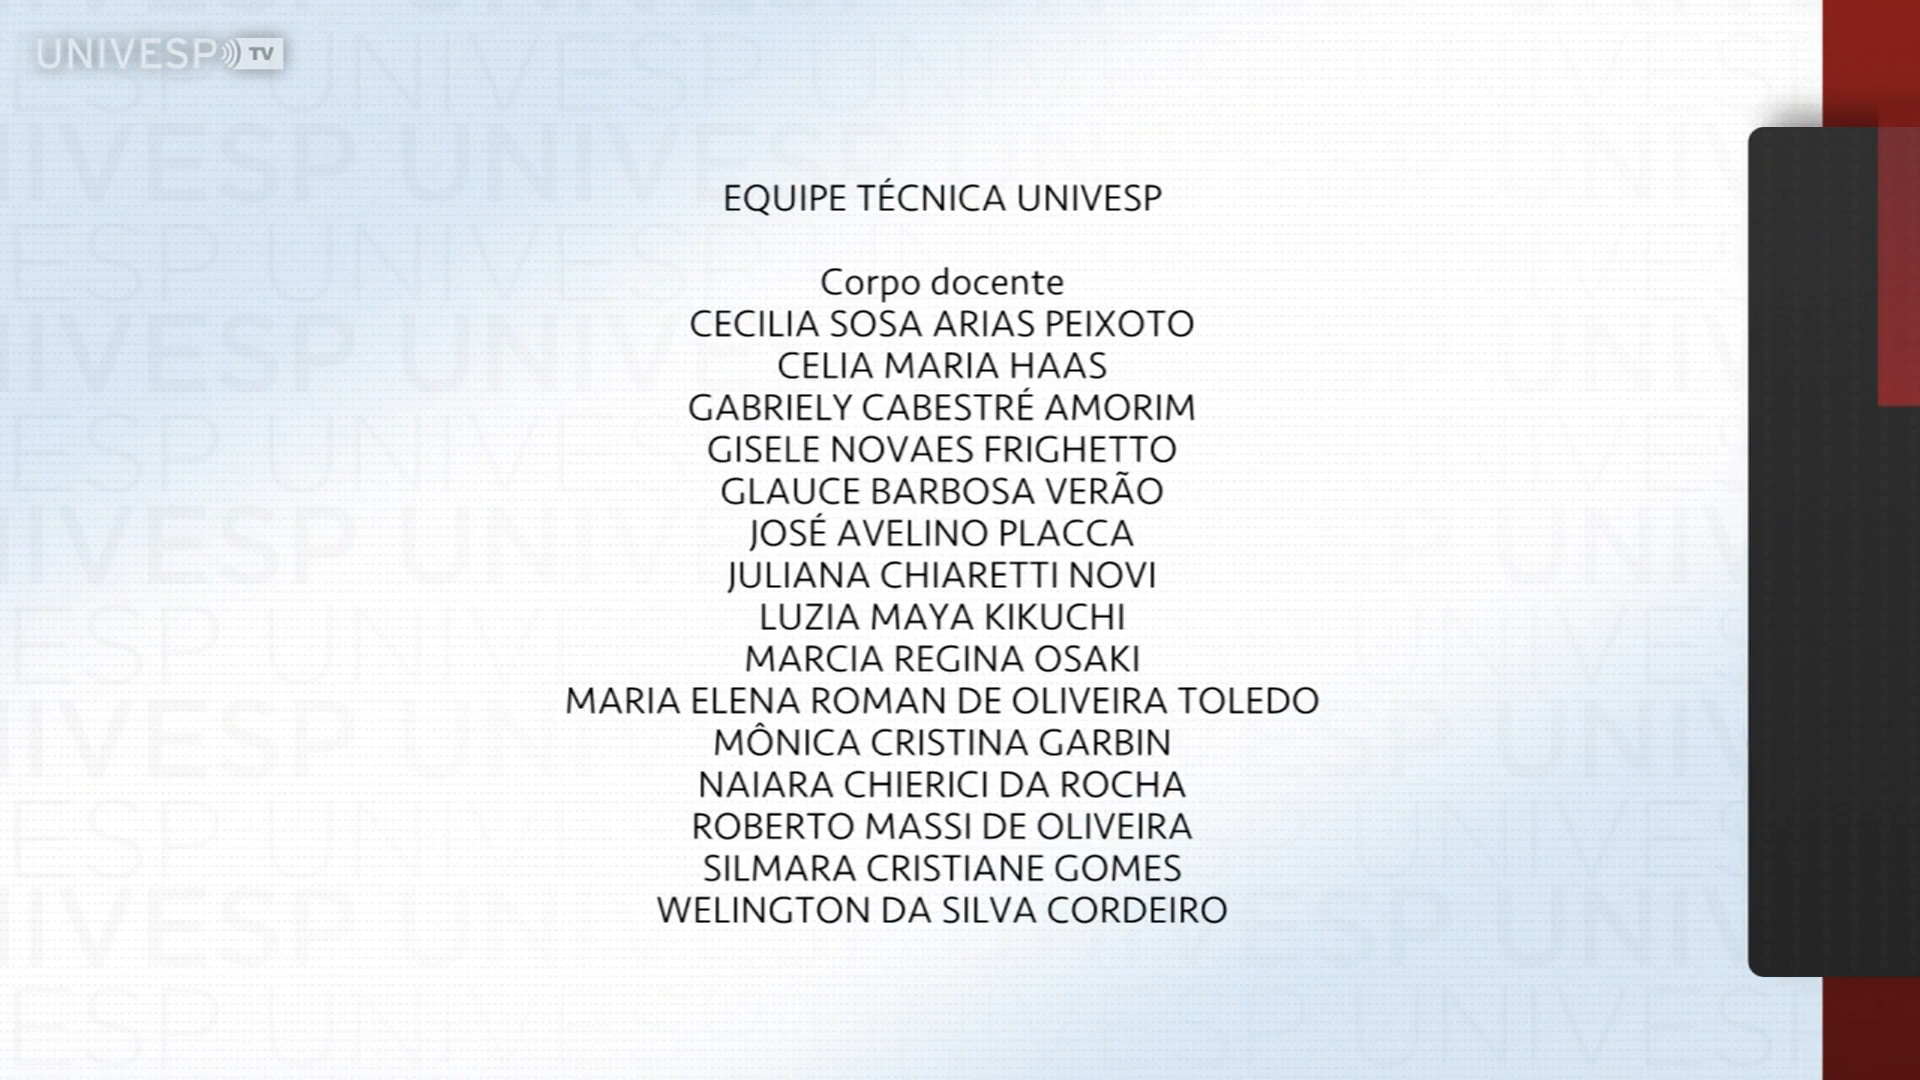 UNIVESP TV
EQUIPE TÉCNICA UNIVESP
Corpo docente
CECILIA SOSA ARIAS PEIXOTO
CELIA MARIA HAAS
GABRIELY CABESTRÉ AMORIM
GISELE NOVAES FRIGHETTO
GLAUCE BARBOSA VERÃO
JOSÉ AVELINO PLACCA
JULIANA CHIARETTI NOVI
LUZIA MAYA KIKUCHI
MARCIA REGINA OSAKI
MARIA ELENA ROMAN DE OLIVEIRA TOLEDO
MÔNICA CRISTINA GARBIN
NAIARA CHIERICI DA ROCHA
ROBERTO MASSI DE OLIVEIRA
SILMARA CRISTIANE GOMES
WELINGTON DA SILVA CORDEIRO